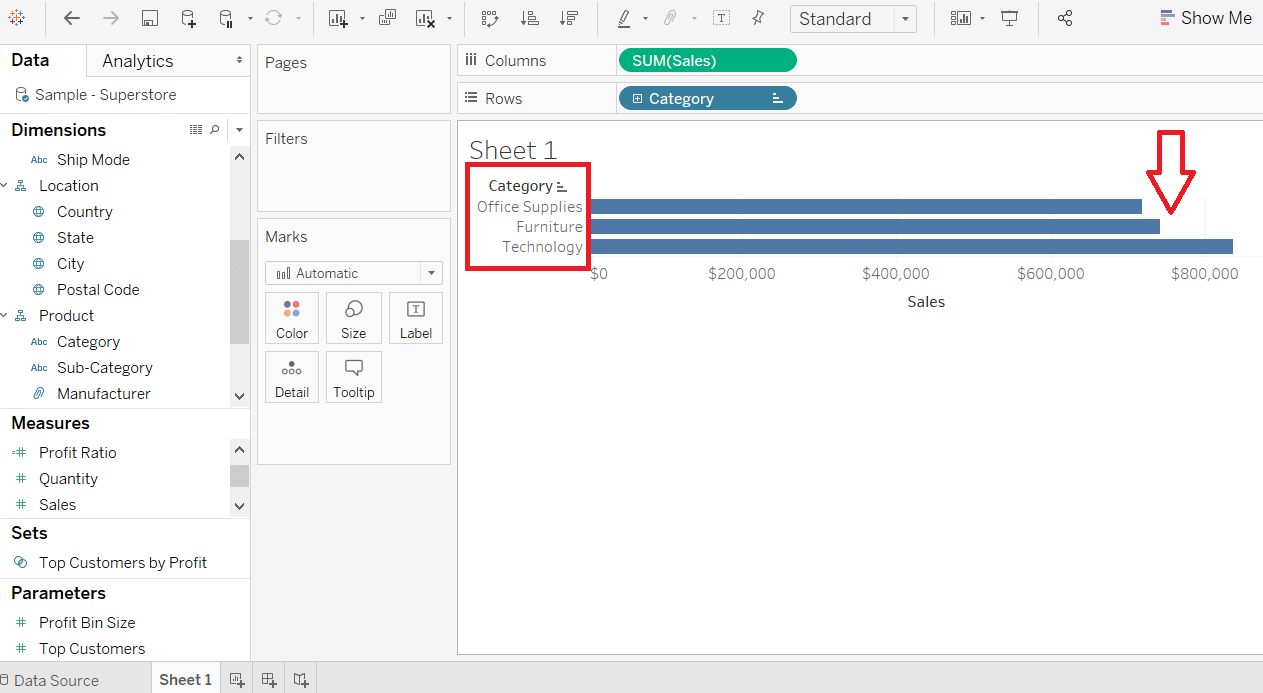 Standard
Show Me
Data
Analytics
Sample - Superstore
Dimensions
Abc Ship Mode
Location
Country
State
City
Postal Code
Product
Abc Category
Abc Sub-Category
Manufacturer
Measures
Profit Ratio
Quantity
Sales
Sets
Top Customers by Profit
Parameters
Profit Bin Size
Top Customers
Pages
Filters
Marks
Automatic
Color
Size
T
Label
Detail
Tooltip
Columns
SUM(Sales)
Rows
Category
Sheet 1
Category
Office Supplies
Furniture
Technology
$0
$200,000
$400,000
$600,000
$800,000
Sales
Data Source
Sheet 1